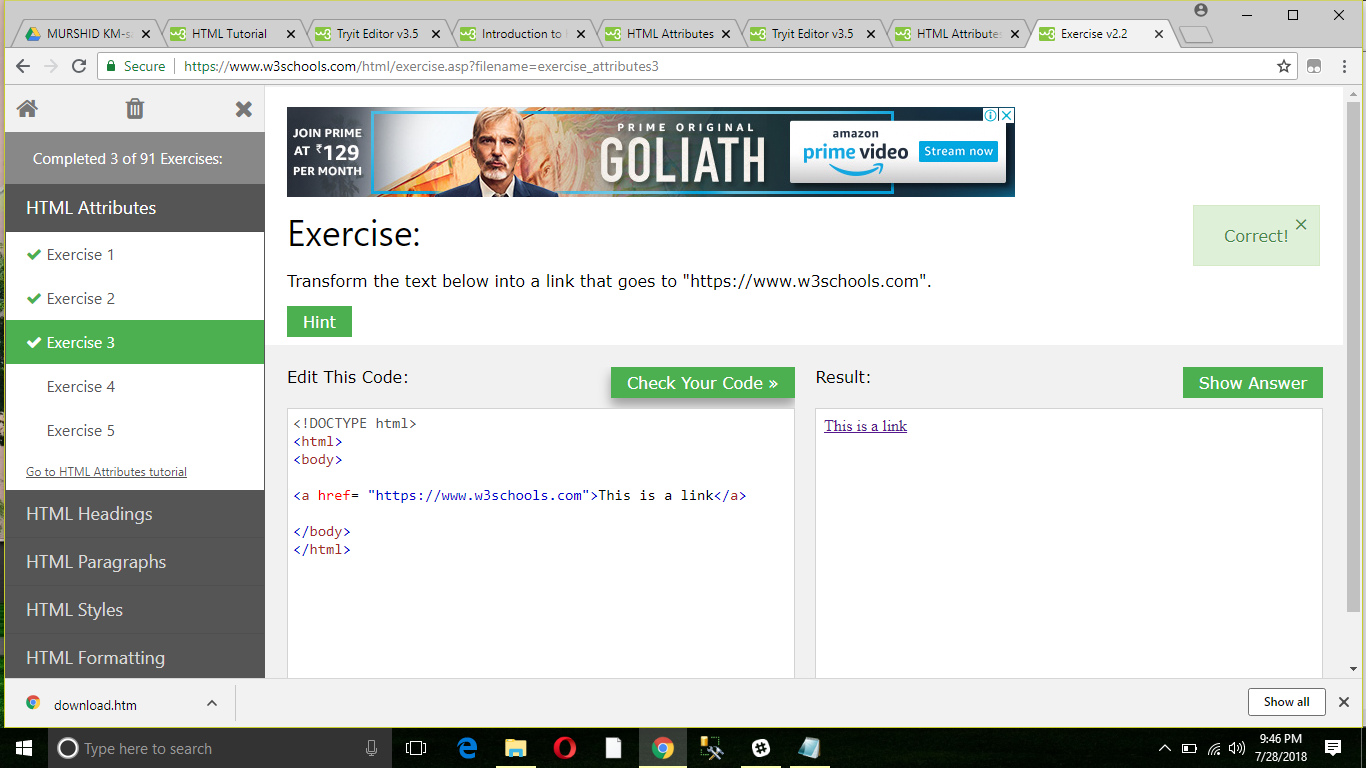 MURSHID KM-s
HTML Tutorial
Tryit Editor v3.5
Introduction to
HTML Attributes
Tryit Editor v3.5
HTML Attributes
Exercise v2.2
Secure
https://www.w3schools.com/html/exercise.asp?filename=exercise_attributes3
Completed 3 of 91 Exercises:
HTML Attributes
Exercise 1
Exercise 2
Exercise 3
Exercise 4
Exercise 5
Go to HTML Attributes tutorial
HTML Headings
HTML Paragraphs
HTML Styles
HTML Formatting
JOIN PRIME
AT ₹129
PER MONTH
PRIME ORIGINAL
GOLIATH
amazon
prime video
Stream now
Exercise:
Correct!
Transform the text below into a link that goes to "https://www.w3schools.com".
Hint
Edit This Code:
Check Your Code »
Result:
Show Answer
<!DOCTYPE html>
<html>
<body>
<a href= "https://www.w3schools.com">This is a link</a>
</body>
</html>
This is a link
download.htm
Show all
Type here to search
9:46 PM
7/28/2018